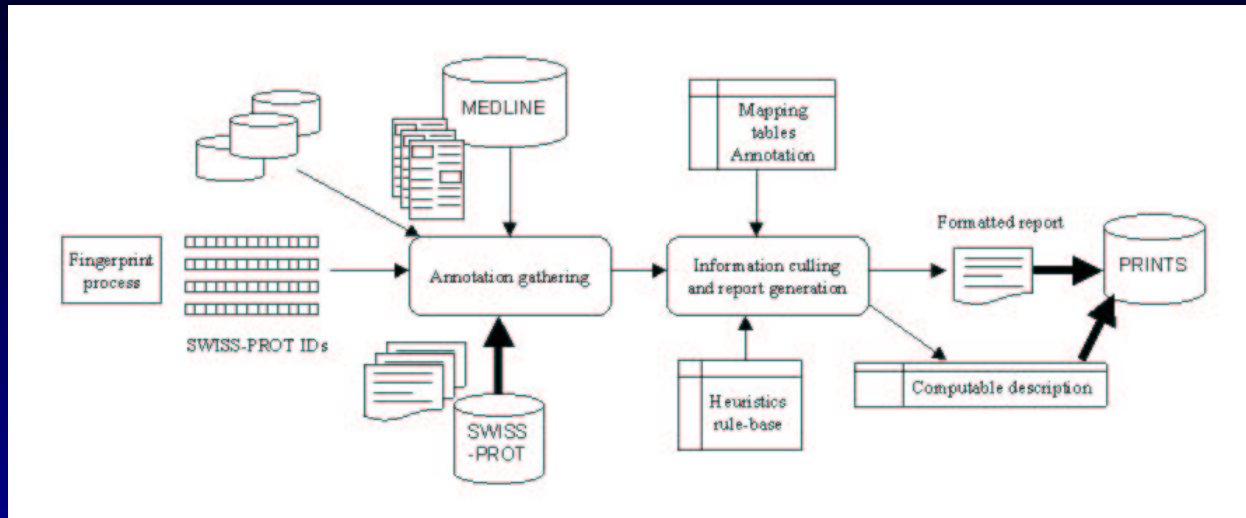 MEDLINE
Mapping
tables
Annotation
Fingerprint
process
SWISS-PROT IDs
Annotation gathering
SWISS
-PROT
Information culling
and report generation
Heuristics
rule-base
Formatted report
PRINTS
Computable description